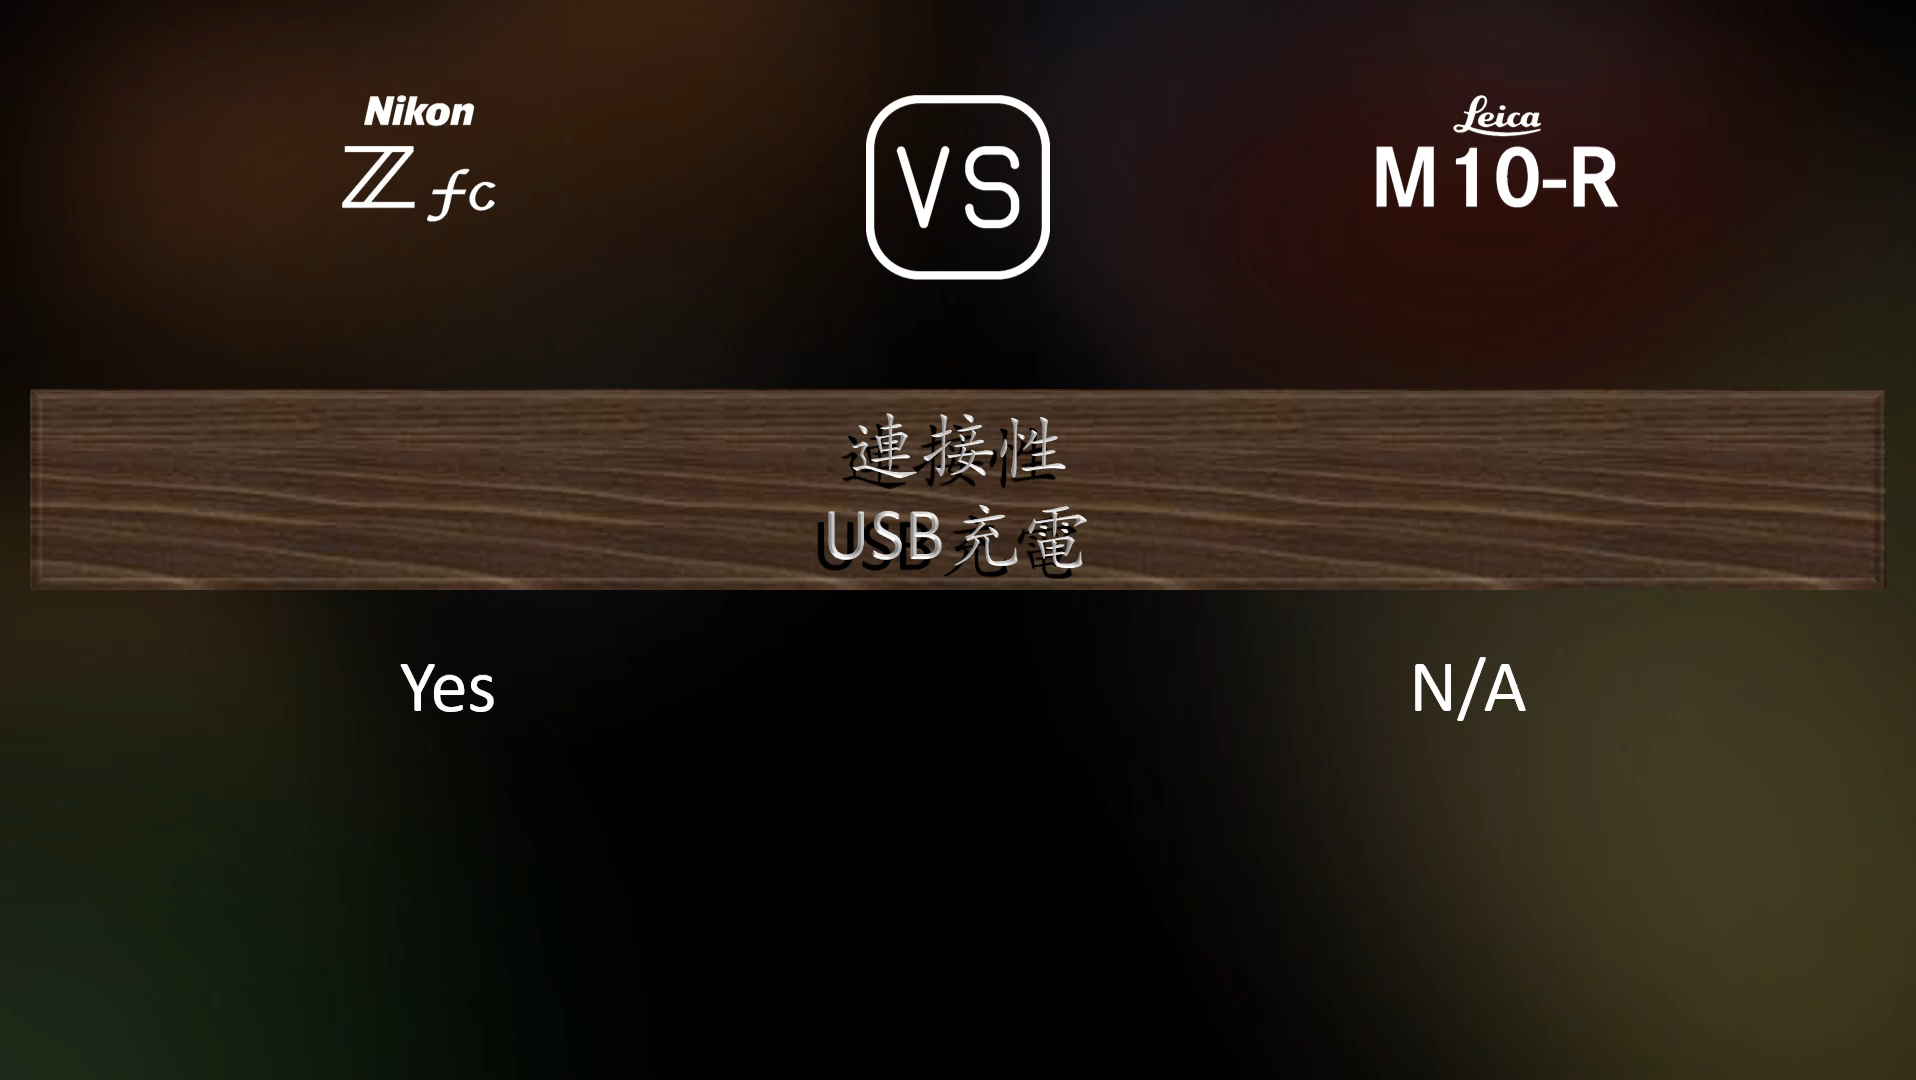 Nikon
Z fc
VS
Leica
M10-R
連接性
USB充電
Yes
N/A